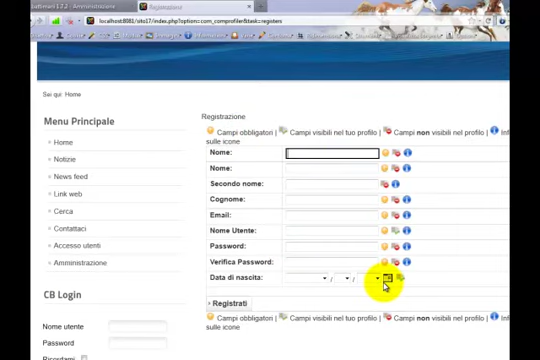 Registrazione
localhost:8081/sito17/index.php?option=com_comprofiler&task=registers
Sei qui: Home
Menu Principale
Home
Notizie
News feed
Link web
Cerca
Contattaci
Accesso utenti
Amministrazione
CB Login
Nome utente
Password
Ricordami
Registrazione
Campi obbligatori | Campi visibili nel tuo profilo | Campi non visibili nel profilo |
sulle icone
Nome:
Nome:
Secondo nome:
Cognome:
Email:
Nome Utente:
Password:
Verifica Password:
Data di nascita: / /
Registrati
Campi obbligatori | Campi visibili nel tuo profilo | Campi non visibili nel profilo |
sulle icone